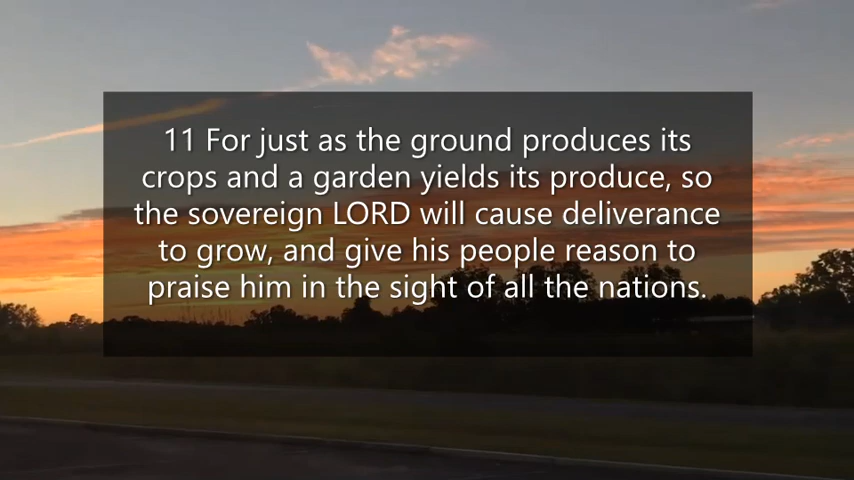 11 For just as the ground produces its
crops and a garden yields its produce, so
the sovereign LORD will cause deliverance
to grow, and give his people reason to
praise him in the sight of all the nations.